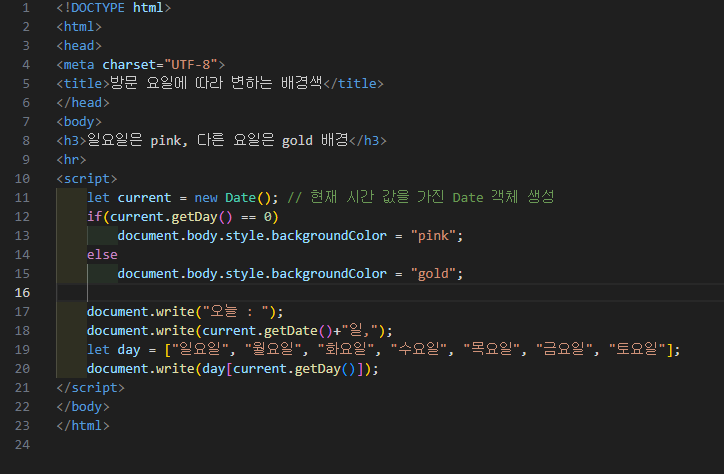 1 <!DOCTYPE html>
2 <html>
3 <head>
4 <meta charset="UTF-8">
5 <title>방문 요일에 따라 변하는 배경색</title>
6 </head>
7 <body>
8 <h3>일요일은 pink, 다른 요일은 gold 배경</h3>
9 <hr>
10 <script>
11     let current = new Date(); // 현재 시간 값을 가진 Date 객체 생성
12     if(current.getDay() == 0)
13         document.body.style.backgroundColor = "pink";
14     else
15         document.body.style.backgroundColor = "gold";
16
17     document.write("오늘 : ");
18     document.write(current.getDate()+"일,");
19     let day = ["일요일", "월요일", "화요일", "수요일", "목요일", "금요일", "토요일"];
20     document.write(day[current.getDay()]);
21 </script>
22 </body>
23 </html>
24